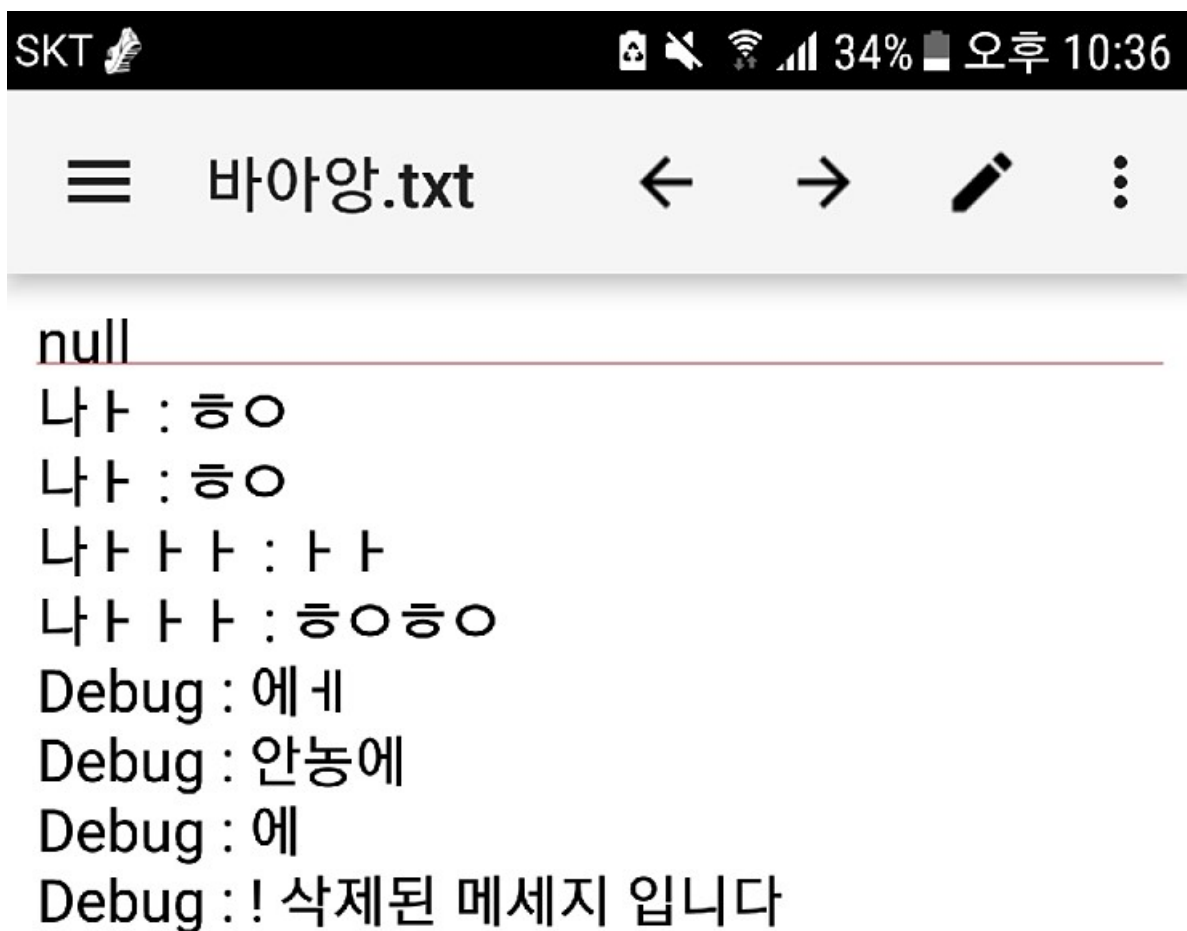 SKT 34% 오후 10:36
바아앙.txt
null
나ㅏ : ㅎㅇ
나ㅏ : ㅎㅇ
나ㅏㅏㅏ : ㅏㅏ
나ㅏㅏㅏ : ㅎㅇㅎㅇ
Debug : 에ㅔ
Debug : 안농에
Debug : 에
Debug : ! 삭제된 메세지 입니다